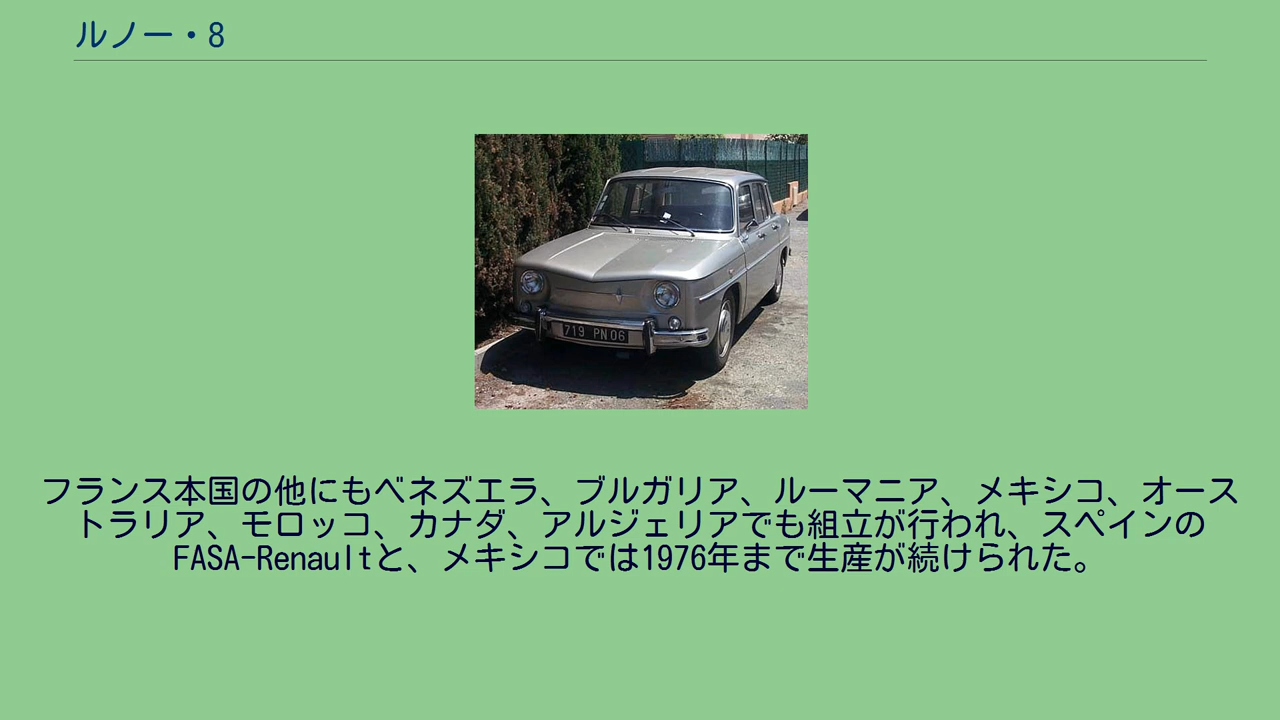 ルノー・8
719 PN 06
フランス本国の他にもベネズエラ、ブルガリア、ルーマニア、メキシコ、オース
トラリア、モロッコ、カナダ、アルジェリアでも組立が行われ、スペインの
FASA-Renaultと、メキシコでは1976年まで生産が続けられた。